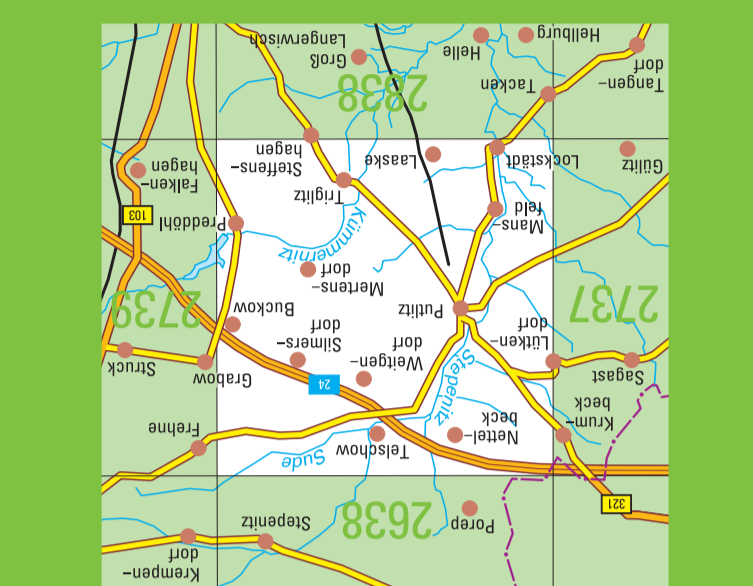 Krempen-
dorf
Stepenitz
Porep
2638
321
Sude
Telschow
Frehne
Nettel-
beck
Krum-
beck
Stepenitz
24
Sagast
Lütken-
dorf
Weitgen-
dorf
Silmers-
dorf
Grabow
Struck
Buckow
Putlitz
2737
2739
Mertens-
dorf
Kümmernitz
Preddöhl
103
Mans-
feld
Triglitz
Steffens-
hagen
Falken-
hagen
Gülitz
Lockstädt
Laaske
Tangen-
dorf
Tacken
2838
Hellburg
Helle
Groß
Langerwisch